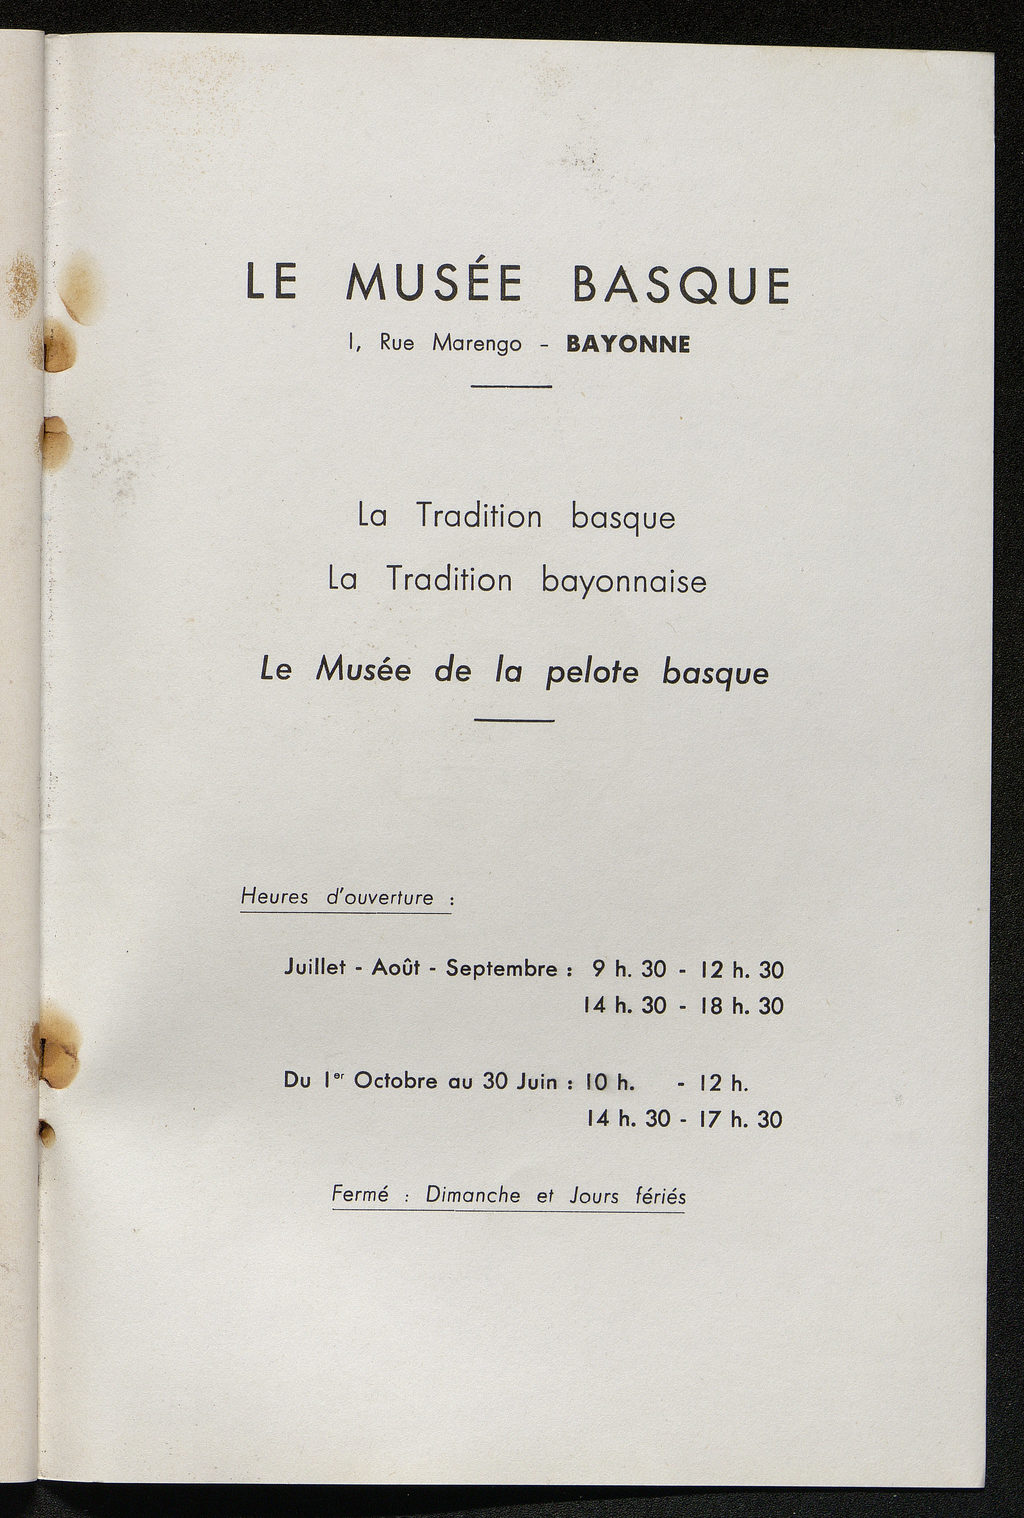 LE MUSÉE BASQUE
1, Rue Marengo - BAYONNE
La Tradition basque
La Tradition bayonnaise
Le Musée de la pelote basque
Heures d'ouverture :
Juillet - Août - Septembre : 9 h. 30 - 12 h. 30
14 h. 30 - 18 h. 30
Du 1er Octobre au 30 Juin : 10 h. - 12 h.
14 h. 30 - 17 h. 30
Fermé : Dimanche et Jours fériés